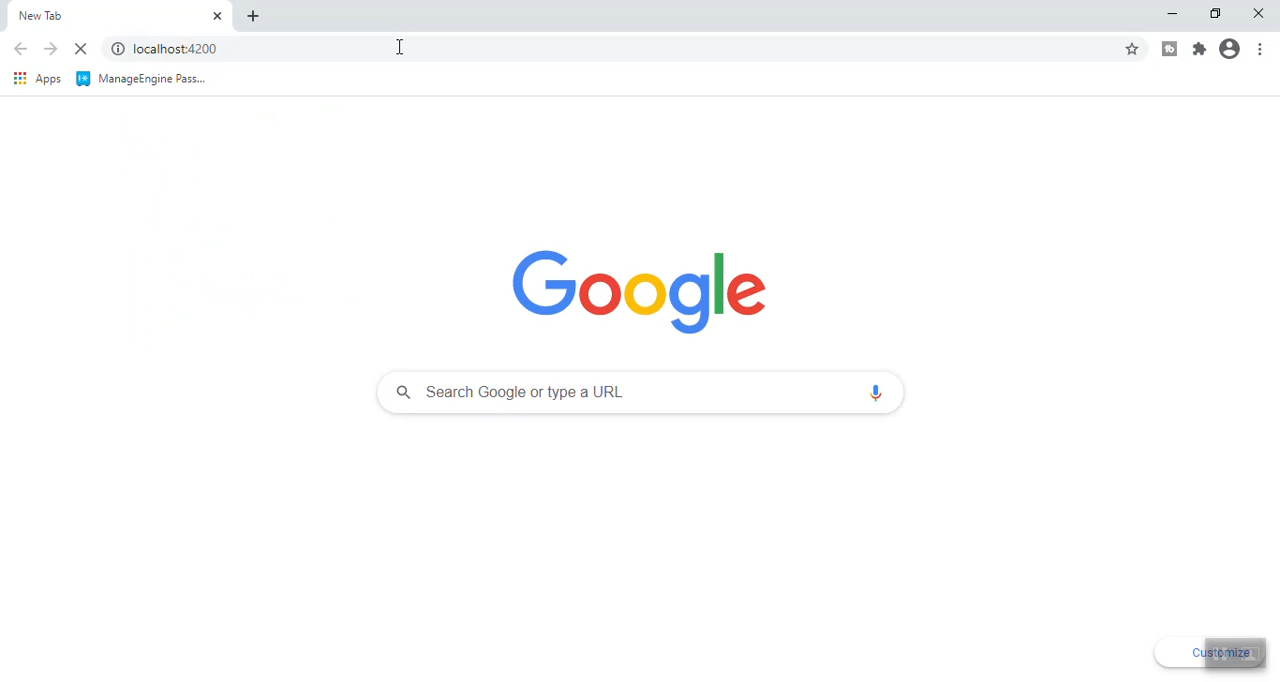 New Tab
localhost:4200
Apps
ManageEngine Pass...
Google
Search Google or type a URL
Customize